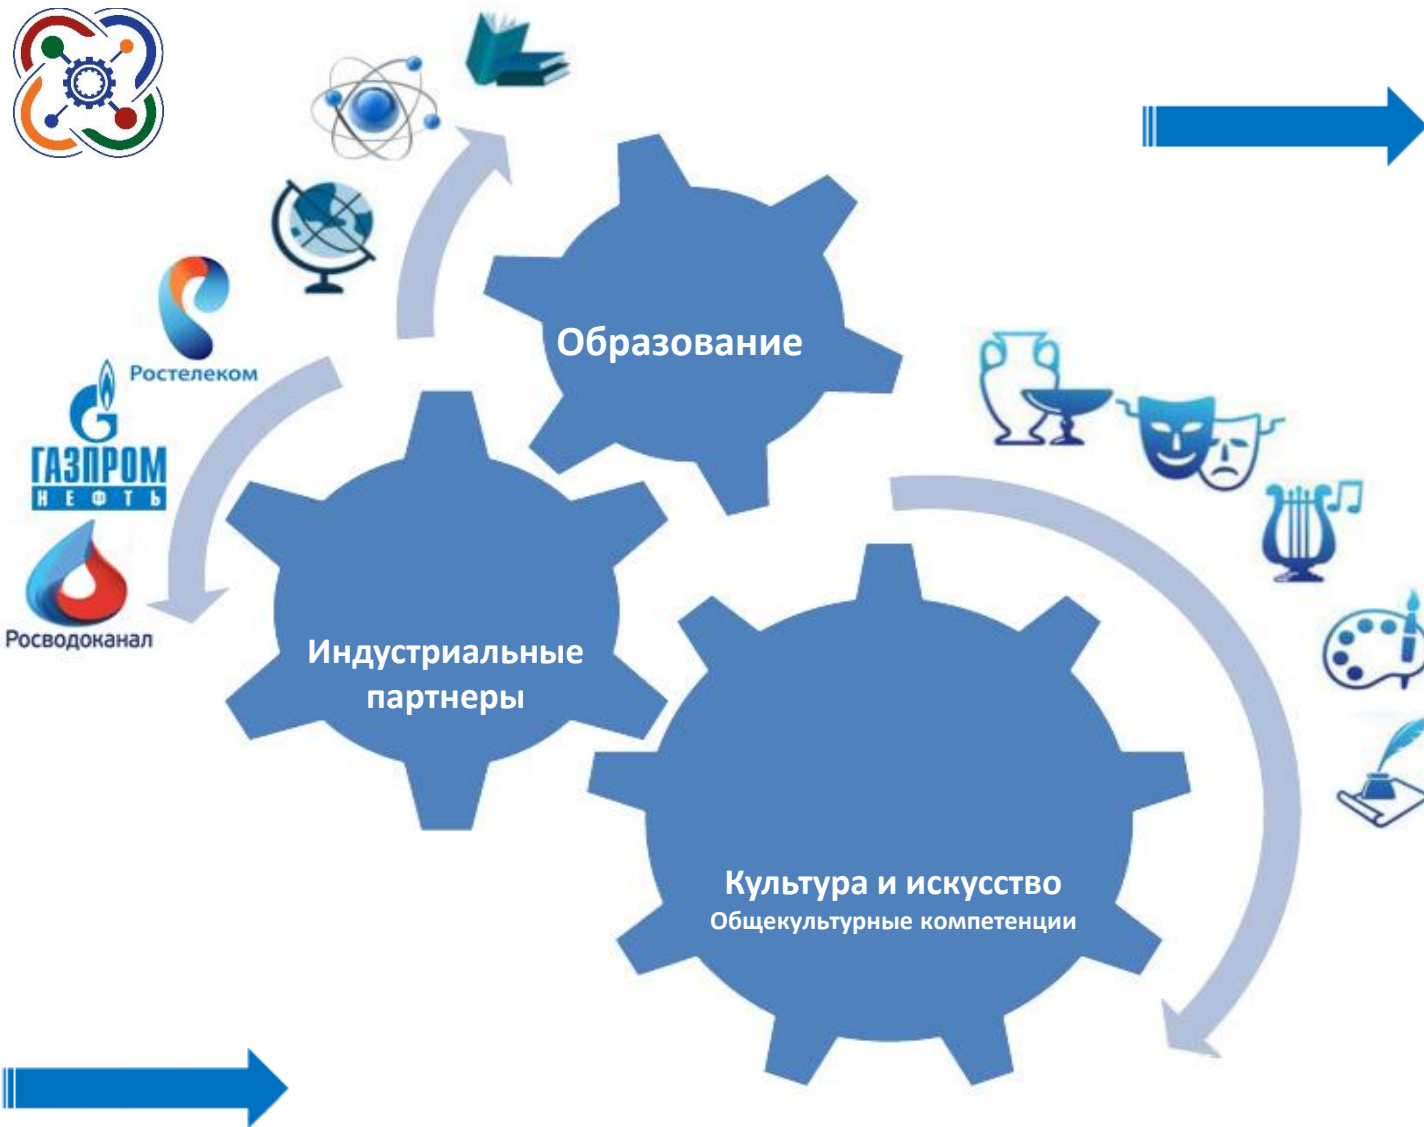 Образование
Ростелеком
ГАЗПРОМ
НЕФТЬ
Росводоканал
Индустриальные
партнеры
Культура и искусство
Общекультурные компетенции